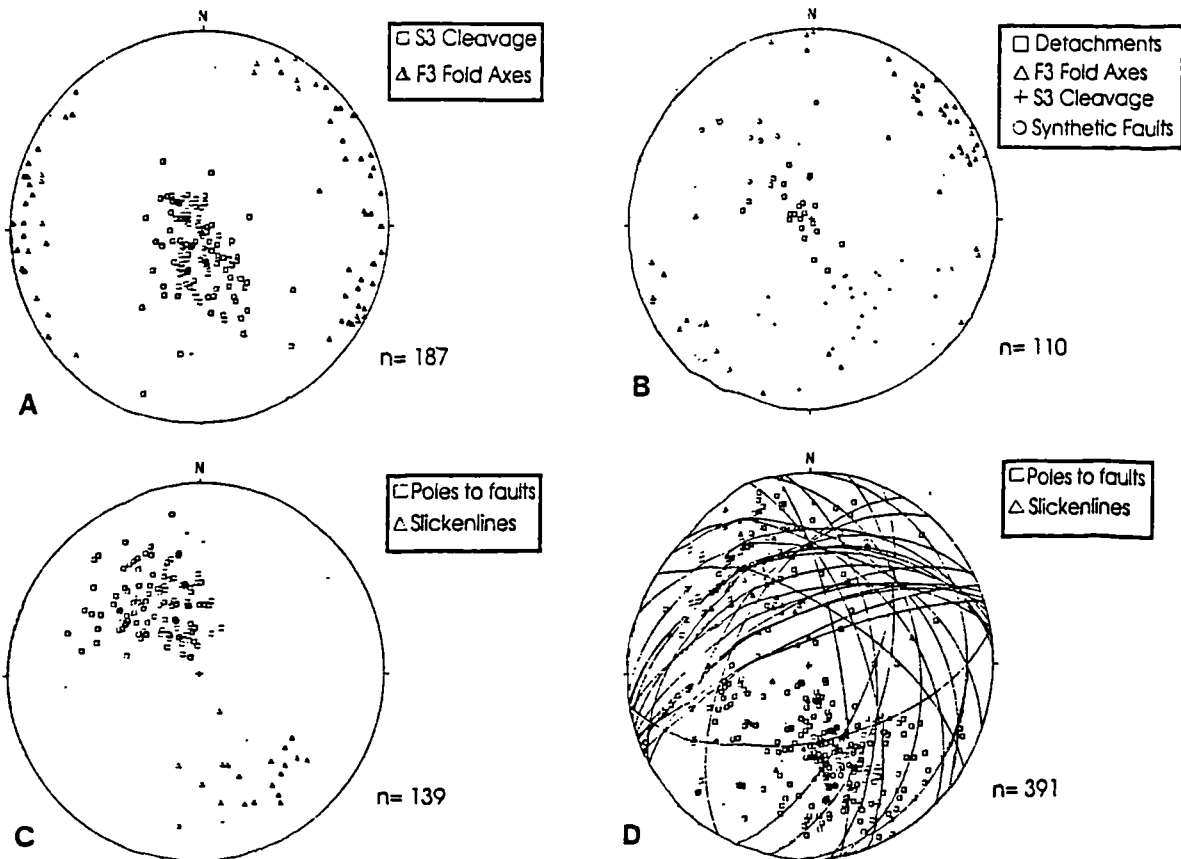 N
S3 Cleavage
F3 Fold Axes
n= 187
A
N
Detachments
F3 Fold Axes
S3 Cleavage
Synthetic Faults
n= 110
B
N
Poles to faults
Slickenlines
n= 139
C
N
Poles to faults
Slickenlines
n= 391
D